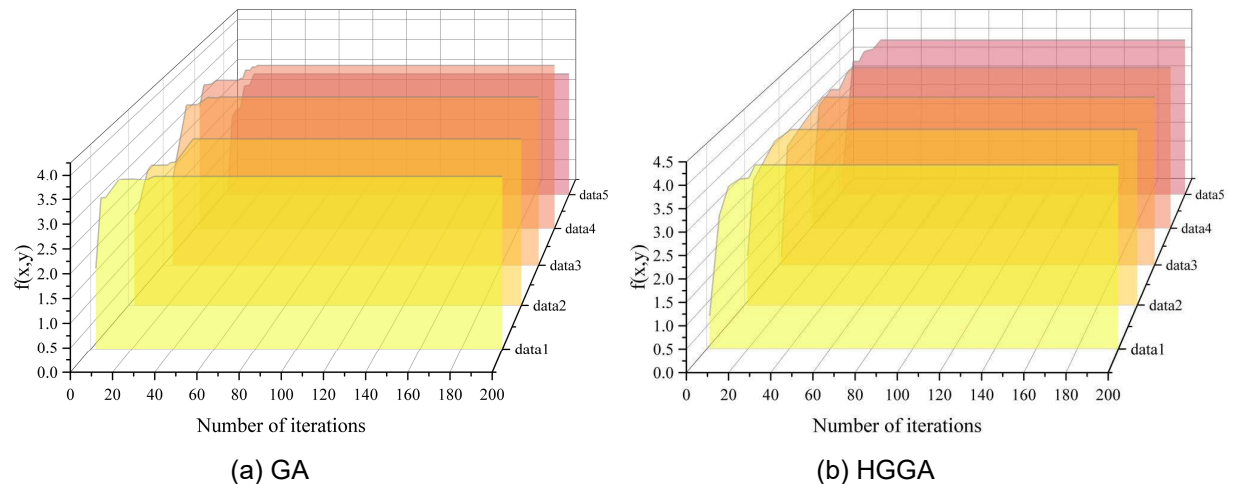 4.0
3.5
3.0
2.5
2.0
1.5
1.0
0.5
0.0
f(x,y)
0 20 40 60 80 100 120 140 160 180 200
Number of iterations
data5
data4
data3
data2
data1
(a) GA
4.5
4.0
3.5
3.0
2.5
2.0
1.5
1.0
0.5
0.0
f(x,y)
0 20 40 60 80 100 120 140 160 180 200
Number of iterations
data5
data4
data3
data2
data1
(b) HGGA